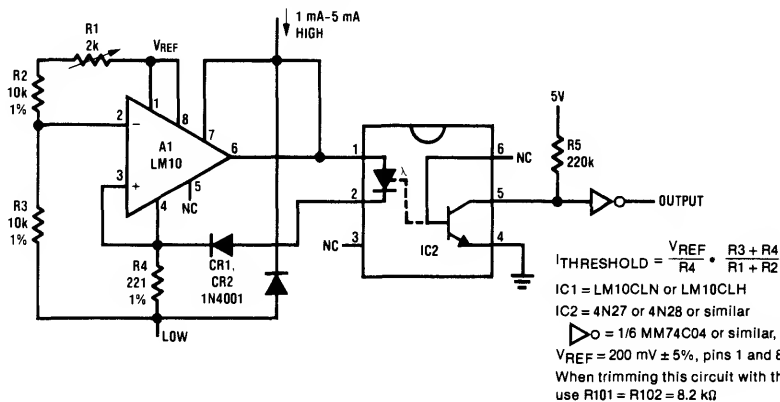 1 mA-5 mA
HIGH
R1
2k
VREF
R2
10k
1%
1
8
7
2
−
A1
LM10
6
3
+
5
NC
4
R3
10k
1%
R4
221
1%
CR1,
CR2
1N4001
LOW
1
2
NC
3
λ
IC2
6
NC
5
4
5V
R5
220k
OUTPUT
ITHRESHOLD = VREF/R4 • R3 + R4/R1 + R2
IC1 = LM10CLN or LM10CLH
IC2 = 4N27 or 4N28 or similar
= 1/6 MM74C04 or similar,
VREF = 200 mV ± 5%, pins 1 and 8
When trimming this circuit with th
use R101 = R102 = 8.2 kΩ